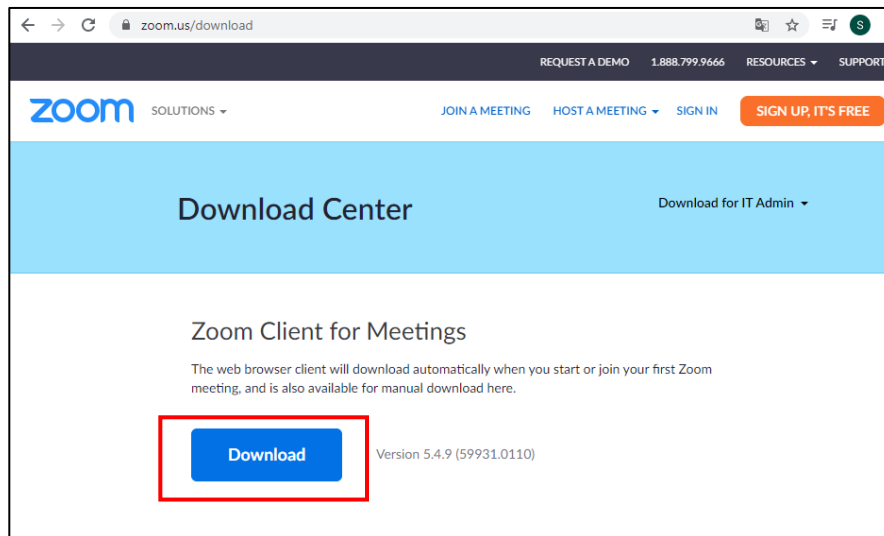 zoom.us/download
REQUEST A DEMO 1.888.799.9666 RESOURCES SUPPORT
zoom SOLUTIONS JOIN A MEETING HOST A MEETING SIGN IN SIGN UP, IT'S FREE
Download Center Download for IT Admin
Zoom Client for Meetings
The web browser client will download automatically when you start or join your first Zoom
meeting, and is also available for manual download here.
Download Version 5.4.9 (59931.0110)